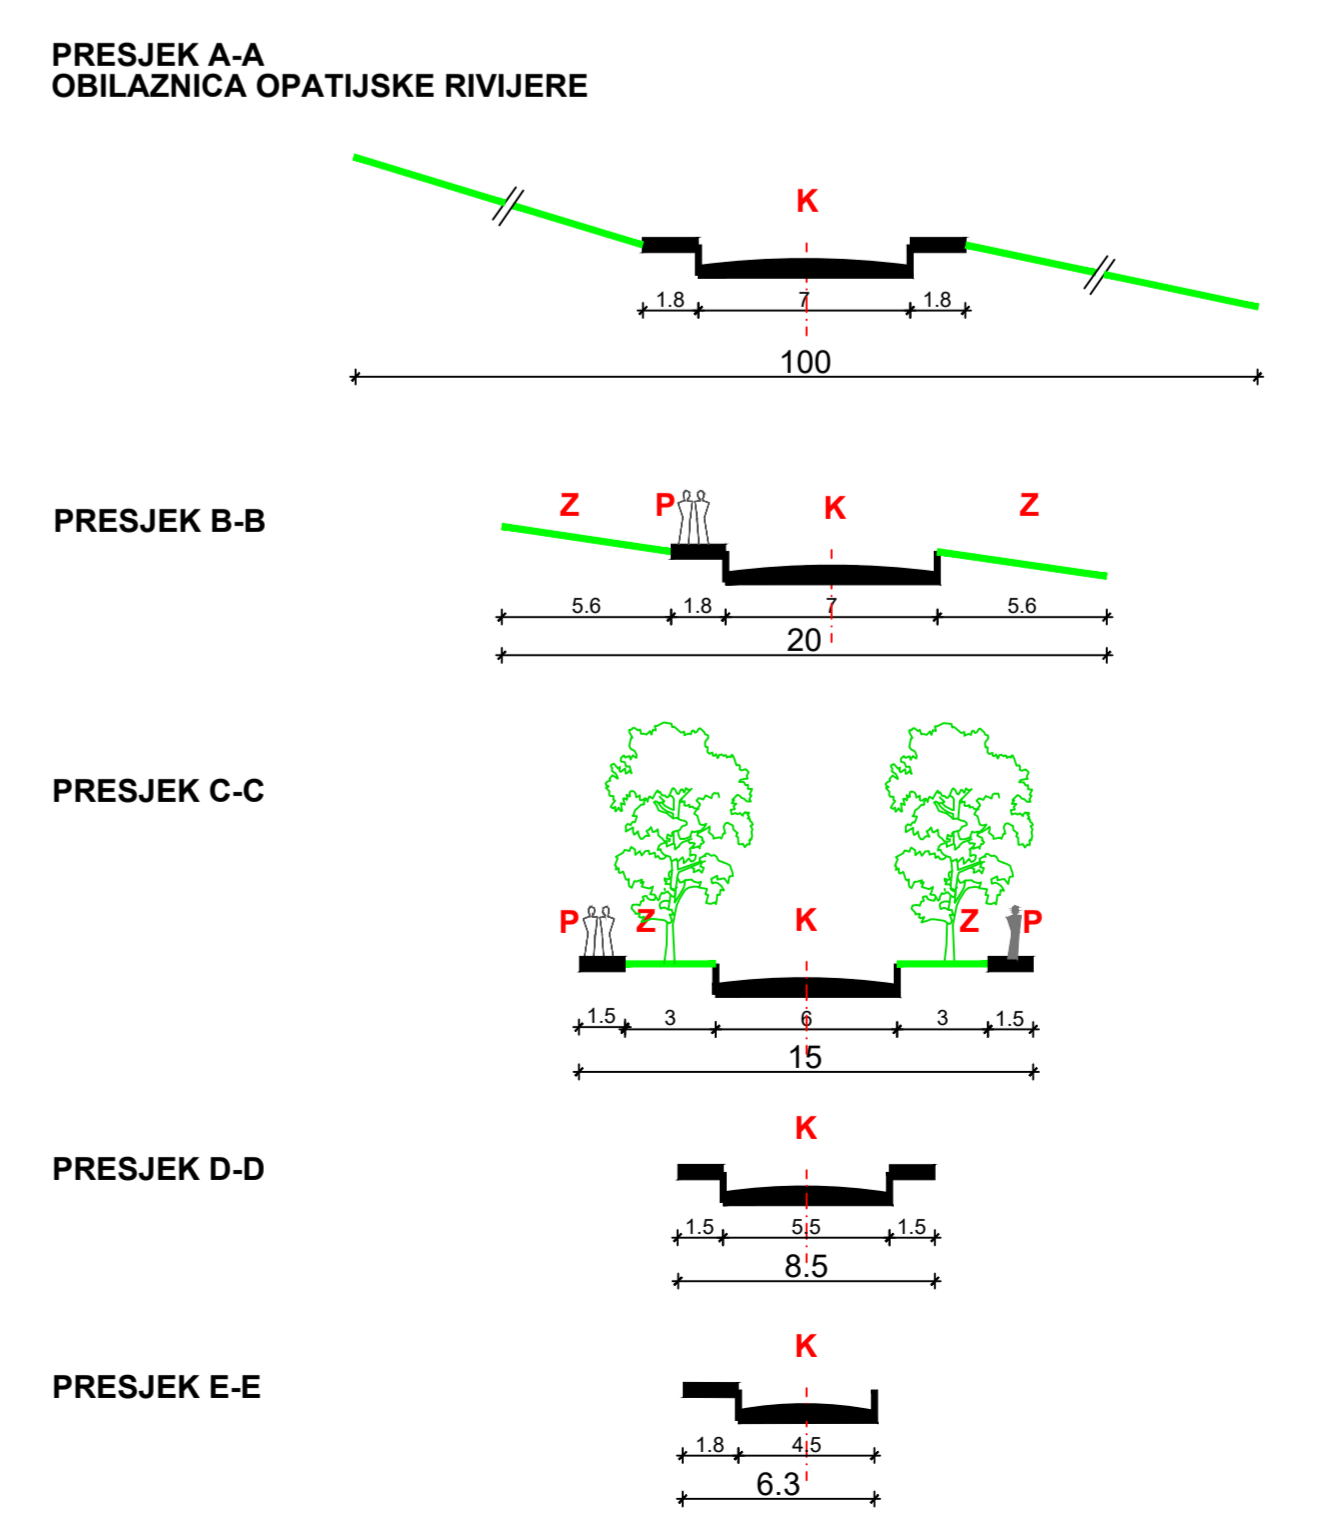 PRESJEK A-A
OBILAZNICA OPATIJSKE RIVIJERE
K
1.8 7 1.8
100
PRESJEK B-B
Z P K Z
5.6 1.8 7 5.6
20
PRESJEK C-C
P Z K Z P
1.5 3 6 3 1.5
15
PRESJEK D-D
K
1.5 5.5 1.5
8.5
PRESJEK E-E
K
1.8 4.5
6.3